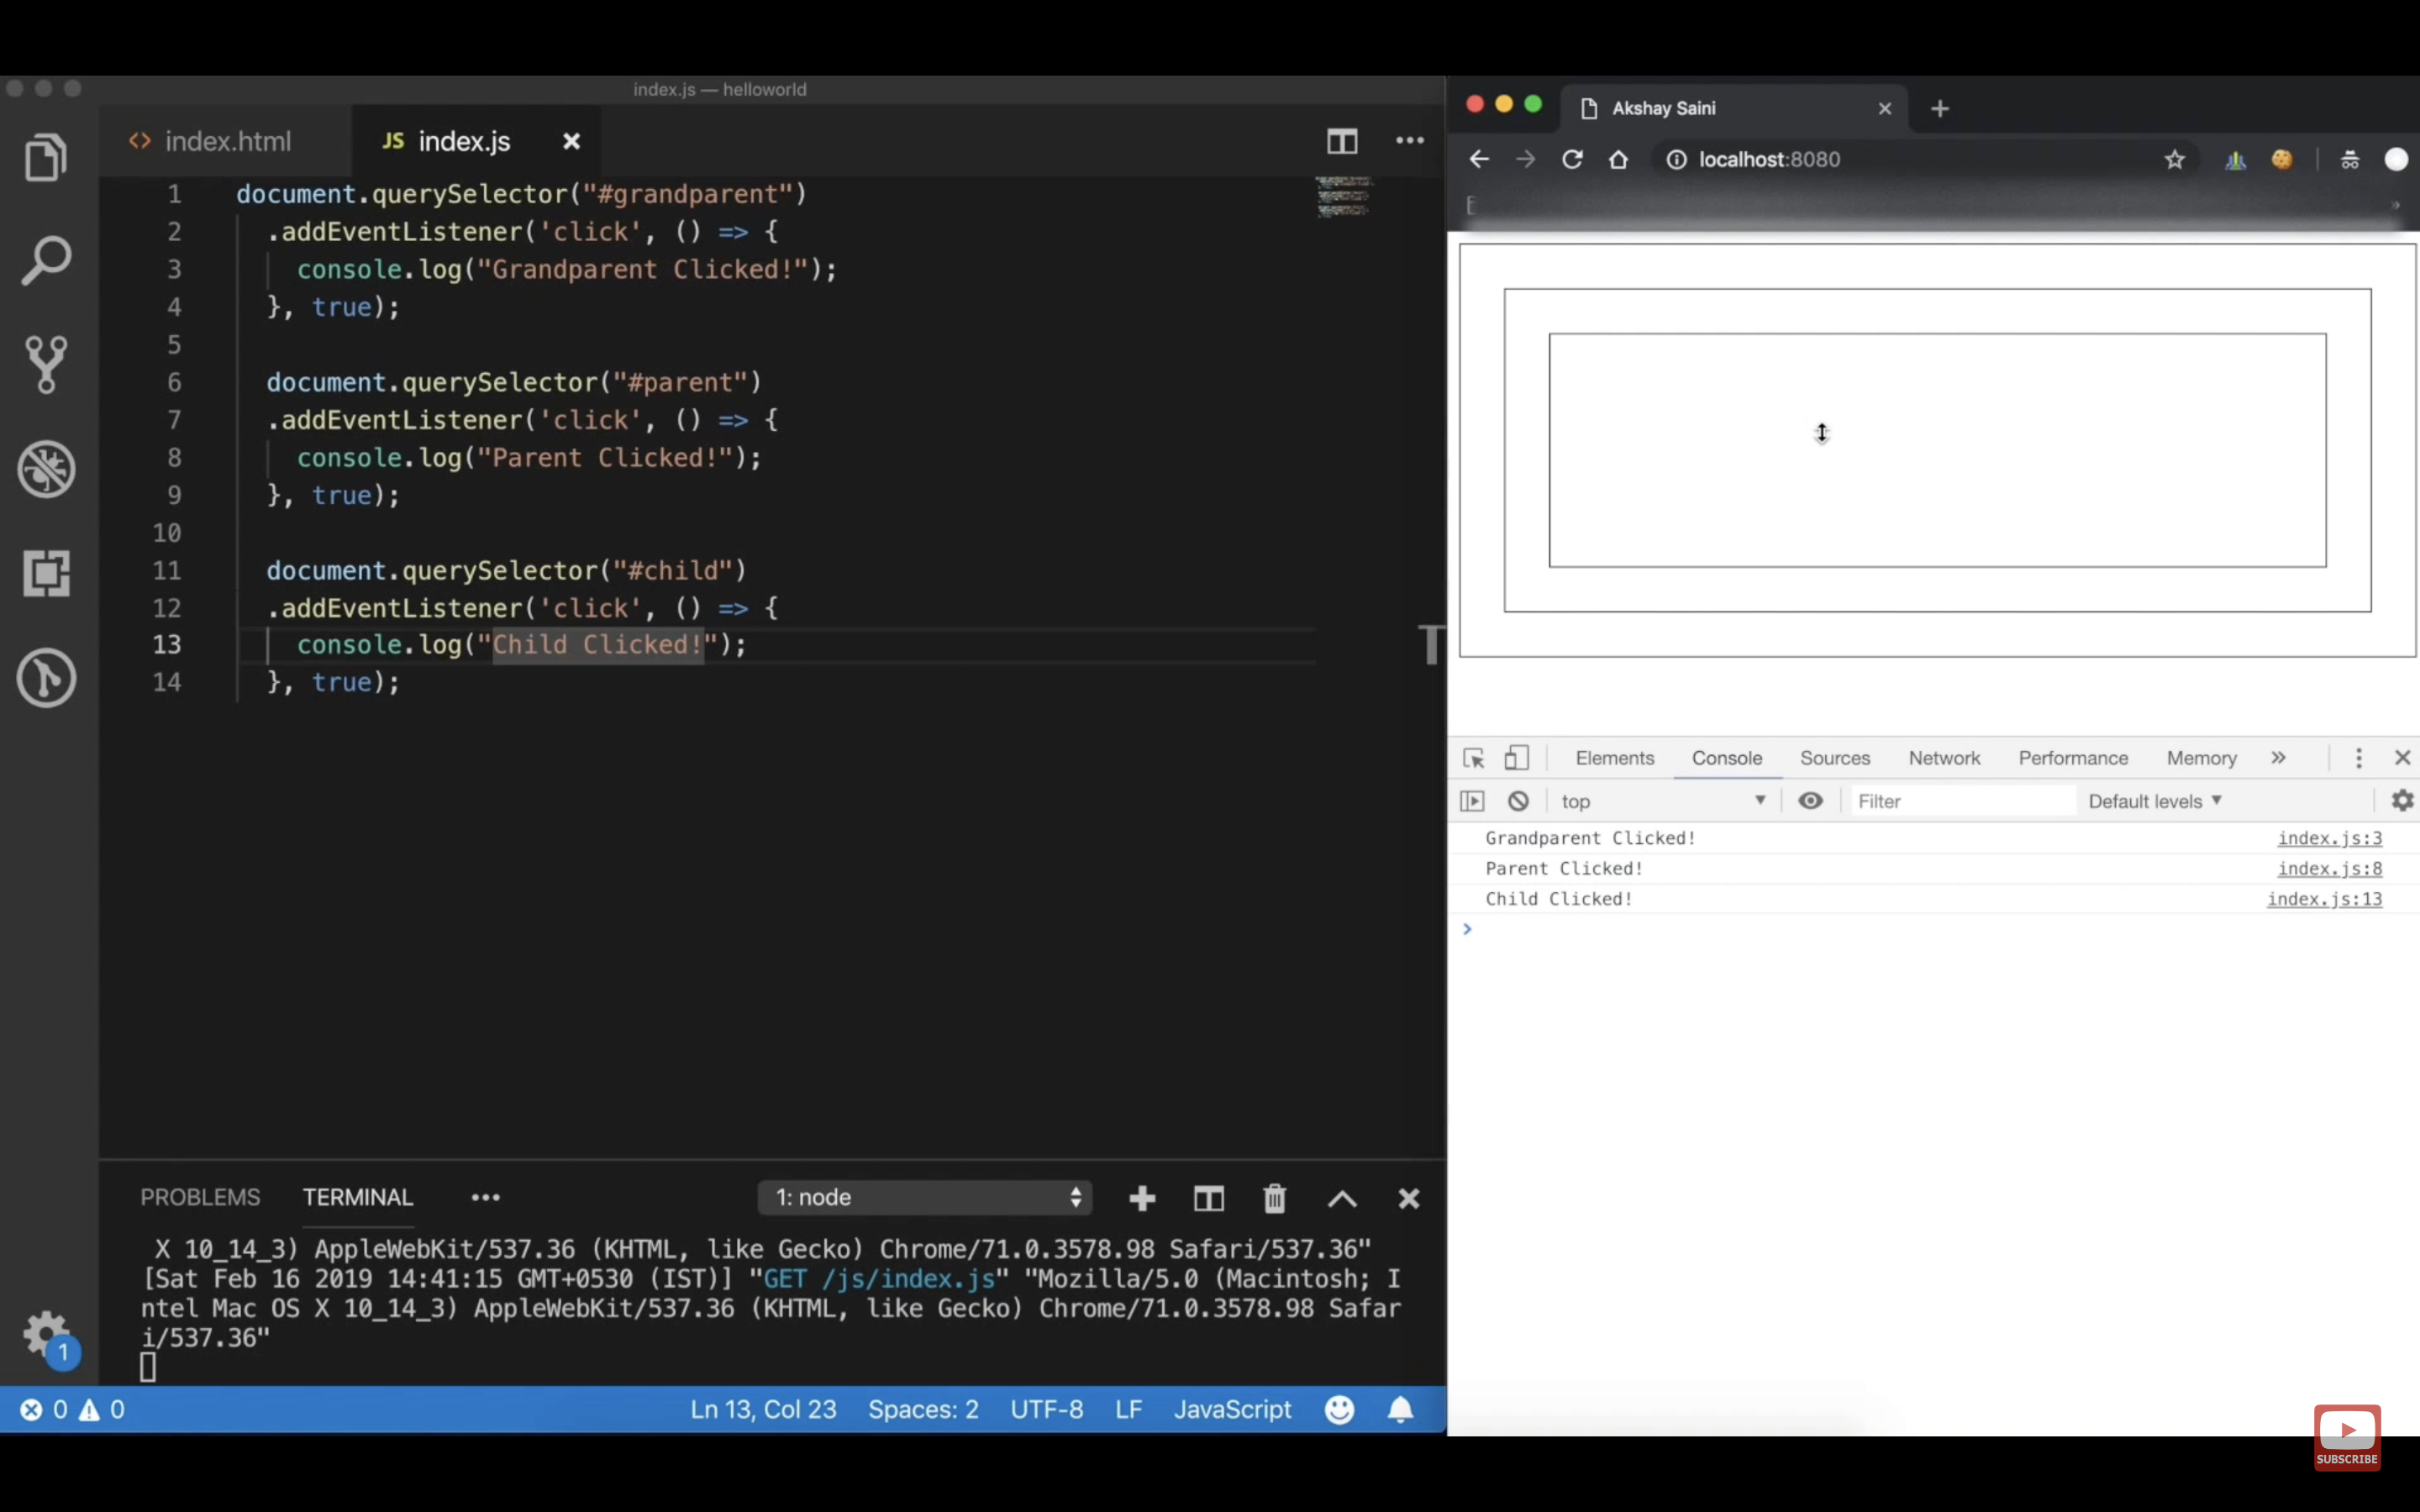 index.js — helloworld
index.html
JS index.js
1 document.querySelector("#grandparent")
2 .addEventListener('click', () => {
3 console.log("Grandparent Clicked!");
4 }, true);
5
6 document.querySelector("#parent")
7 .addEventListener('click', () => {
8 console.log("Parent Clicked!");
9 }, true);
10
11 document.querySelector("#child")
12 .addEventListener('click', () => {
13 console.log("Child Clicked!");
14 }, true);
PROBLEMS TERMINAL
1: node
X 10_14_3) AppleWebKit/537.36 (KHTML, like Gecko) Chrome/71.0.3578.98 Safari/537.36"
[Sat Feb 16 2019 14:41:15 GMT+0530 (IST)] "GET /js/index.js" "Mozilla/5.0 (Macintosh; I
ntel Mac OS X 10_14_3) AppleWebKit/537.36 (KHTML, like Gecko) Chrome/71.0.3578.98 Safar
i/537.36"
1
0 0 Ln 13, Col 23 Spaces: 2 UTF-8 LF JavaScript
Akshay Saini
localhost:8080
Elements Console Sources Network Performance Memory
top Filter Default levels
Grandparent Clicked! index.js:3
Parent Clicked! index.js:8
Child Clicked! index.js:13
SUBSCRIBE